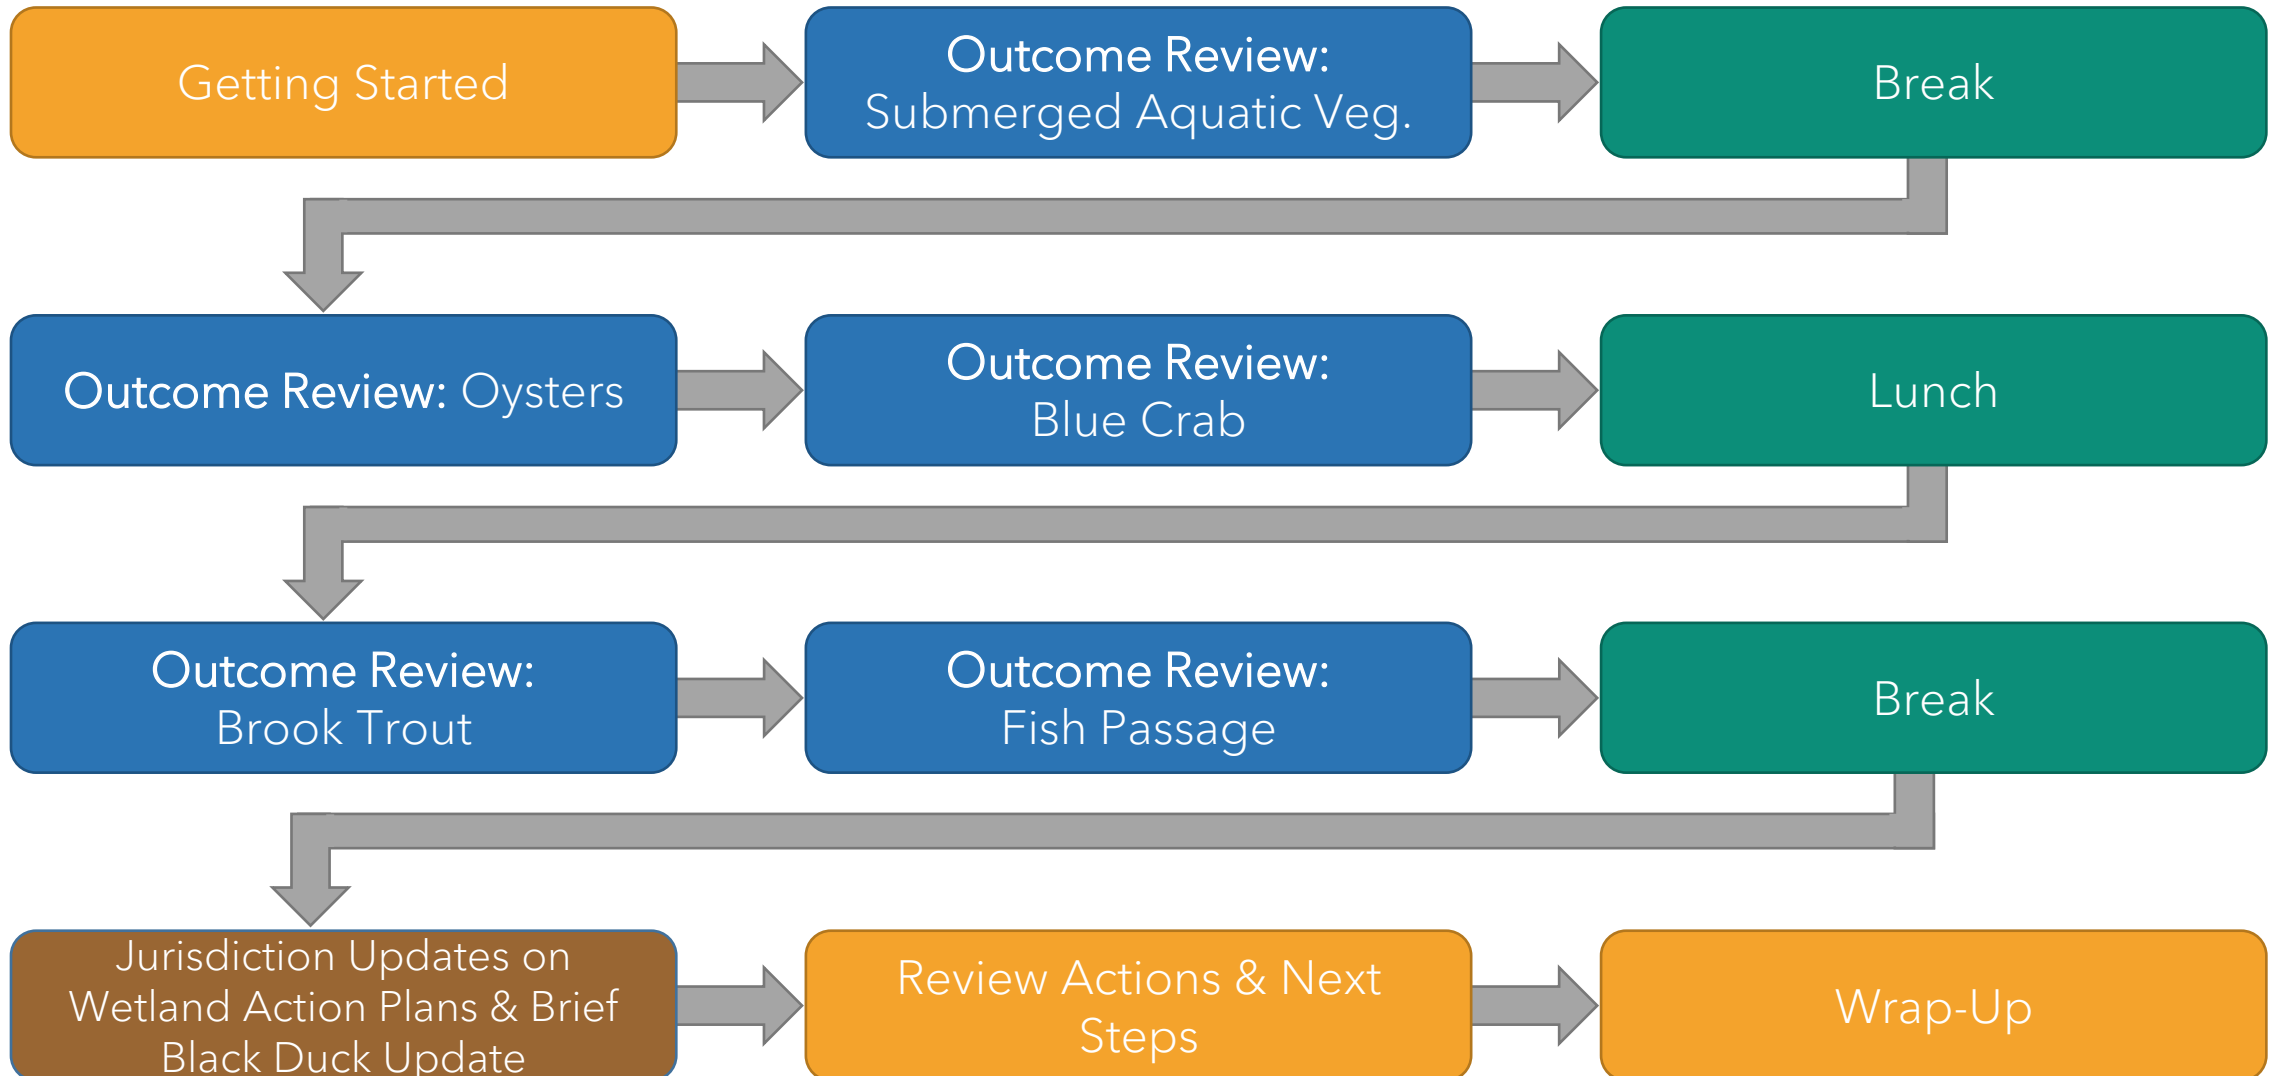 Getting Started
Outcome Review:
Submerged Aquatic Veg.
Break
Outcome Review: Oysters
Outcome Review:
Blue Crab
Lunch
Outcome Review:
Brook Trout
Outcome Review:
Fish Passage
Break
Jurisdiction Updates on
Wetland Action Plans & Brief
Black Duck Update
Review Actions & Next
Steps
Wrap-Up